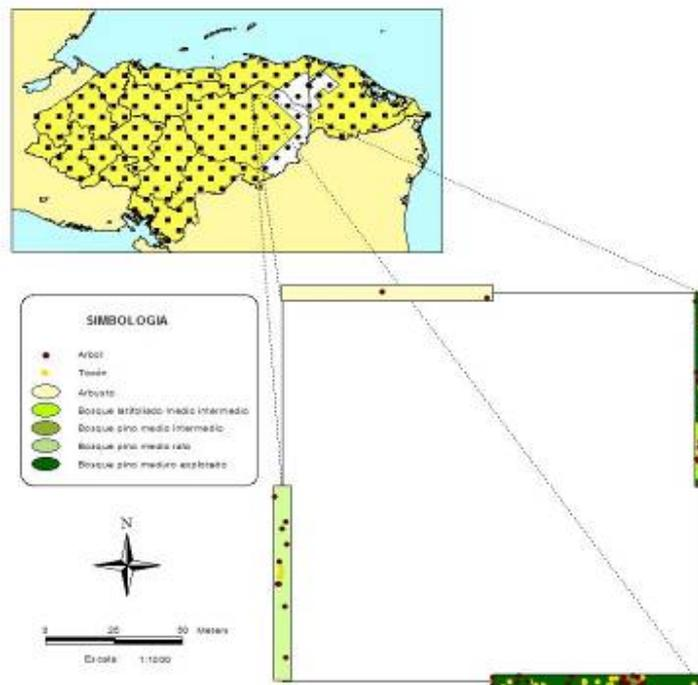 SIMBOLOGIA
Arbol
Tocón
Arbusto
Bosque latifoliado medio intermedio
Bosque pino medio intermedio
Bosque pino medio ralo
Bosque pino maduro explotado
N
0 25 50 Meters
Escala 1:1000